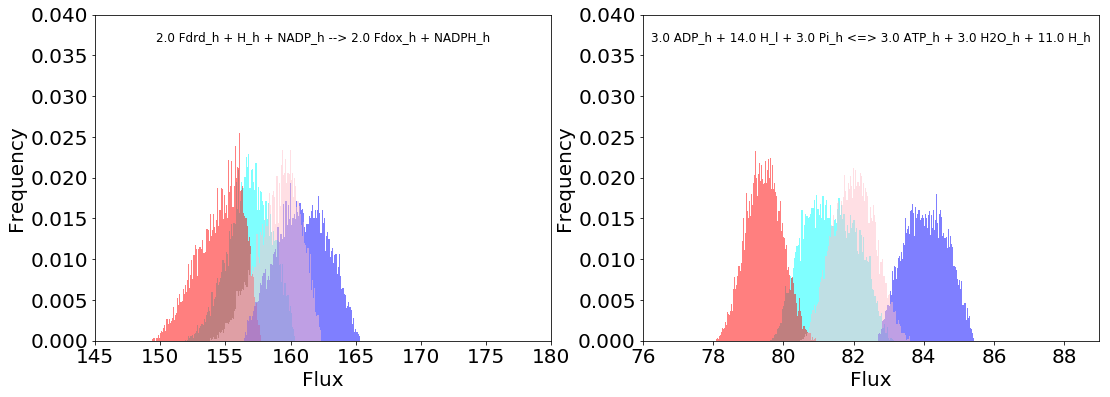 2.0 Fdrd_h + H_h + NADP_h --> 2.0 Fdox_h + NADPH_h
0.040
0.035
0.030
0.025
0.020
0.015
0.010
0.005
0.000
Frequency
145 150 155 160 165 170 175 180
Flux
3.0 ADP_h + 14.0 H_l + 3.0 Pi_h <=> 3.0 ATP_h + 3.0 H2O_h + 11.0 H_h
0.040
0.035
0.030
0.025
0.020
0.015
0.010
0.005
0.000
Frequency
76 78 80 82 84 86 88
Flux